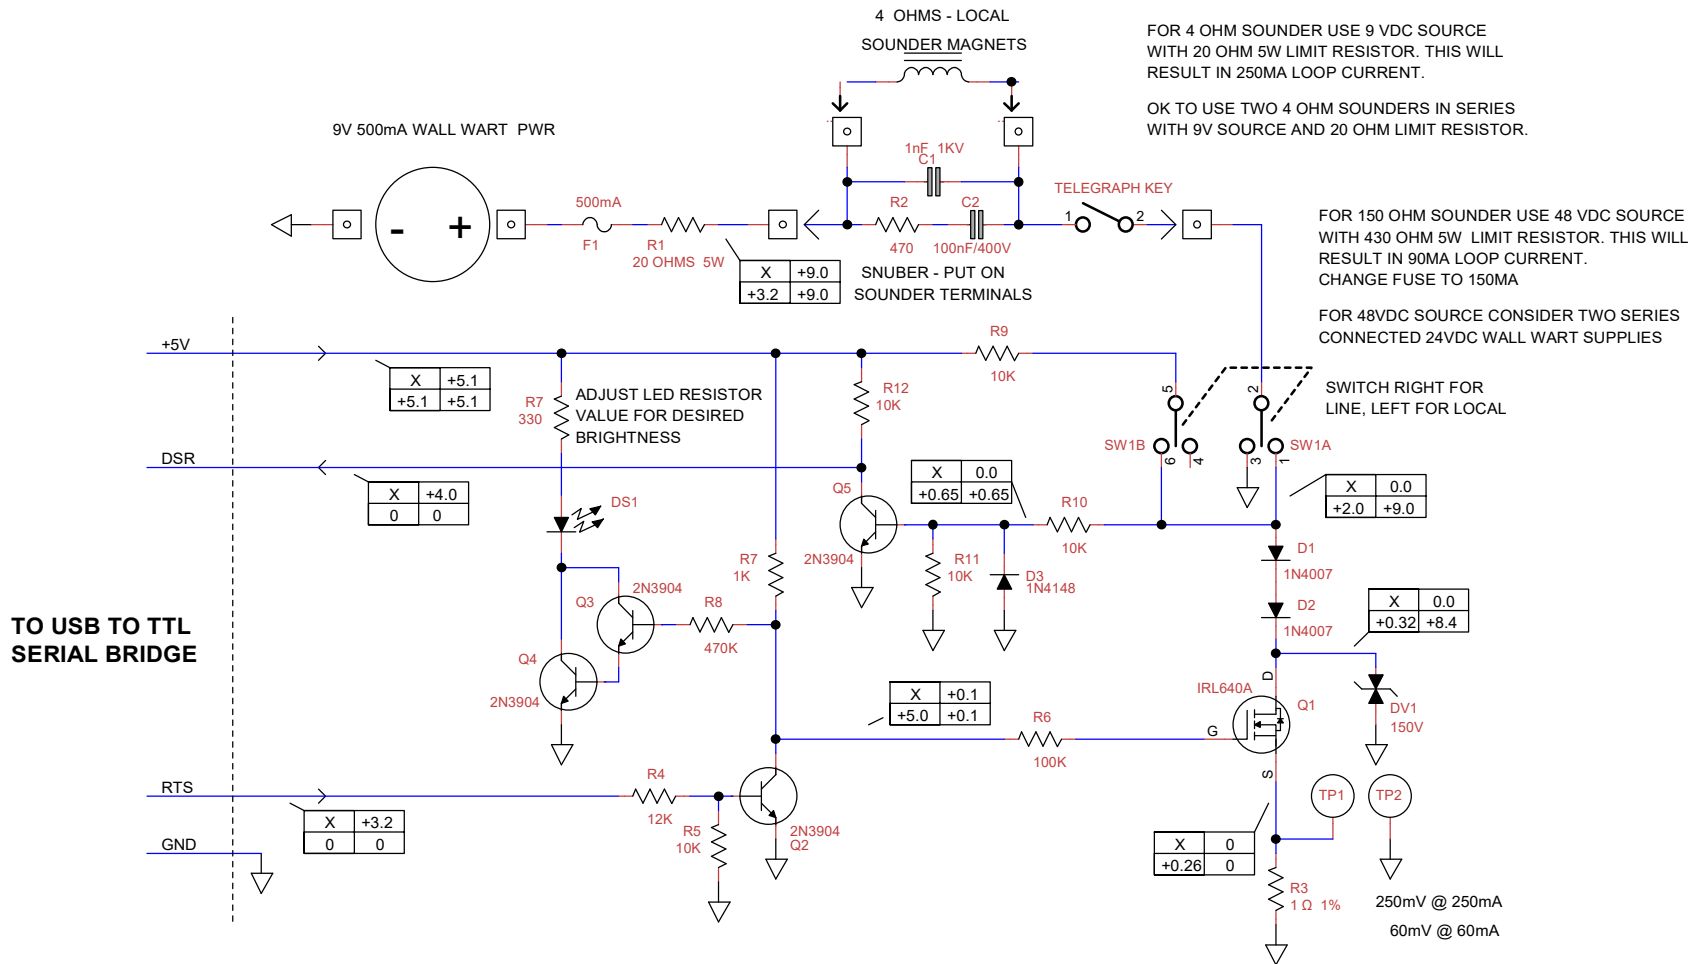 4 OHMS - LOCAL
SOUNDER MAGNETS
FOR 4 OHM SOUNDER USE 9 VDC SOURCE
WITH 20 OHM 5W LIMIT RESISTOR. THIS WILL
RESULT IN 250MA LOOP CURRENT.
OK TO USE TWO 4 OHM SOUNDERS IN SERIES
WITH 9V SOURCE AND 20 OHM LIMIT RESISTOR.
9V 500mA WALL WART PWR
- +
500mA
F1
R1
20 OHMS 5W
1nF 1KV
C1
R2
470
C2
100nF/400V
TELEGRAPH KEY
1 2
SNUBER - PUT ON
SOUNDER TERMINALS
X +9.0
+3.2 +9.0
FOR 150 OHM SOUNDER USE 48 VDC SOURCE
WITH 430 OHM 5W LIMIT RESISTOR. THIS WILL
RESULT IN 90MA LOOP CURRENT.
CHANGE FUSE TO 150MA
FOR 48VDC SOURCE CONSIDER TWO SERIES
CONNECTED 24VDC WALL WART SUPPLIES
+5V
X +5.1
+5.1 +5.1
R7
330
ADJUST LED RESISTOR
VALUE FOR DESIRED
BRIGHTNESS
R12
10K
R9
10K
5
2
SWITCH RIGHT FOR
LINE, LEFT FOR LOCAL
SW1B
6
4
3
1
SW1A
DSR
X +4.0
0 0
DS1
Q5
2N3904
X 0.0
+0.65 +0.65
R10
10K
X 0.0
+2.0 +9.0
R11
10K
D3
1N4148
D1
1N4007
D2
1N4007
X 0.0
+0.32 +8.4
R7
1K
2N3904
Q3
R8
470K
Q4
2N3904
TO USB TO TTL
SERIAL BRIDGE
X +0.1
+5.0 +0.1
R6
100K
IRL640A
D
G
S
Q1
DV1
150V
RTS
X +3.2
0 0
R4
12K
R5
10K
2N3904
Q2
GND
TP1
TP2
X 0
+0.26 0
R3
1 Ω 1%
250mV @ 250mA
60mV @ 60mA